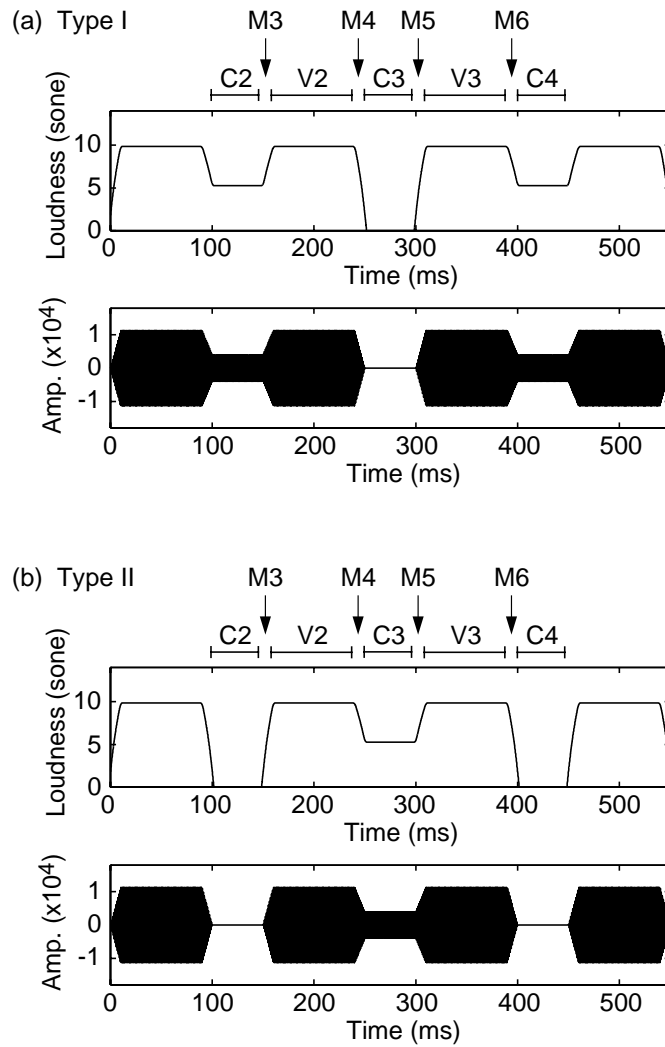 (a) Type I
M3 M4 M5 M6
C2 V2 C3 V3 C4
Loudness (sone)
10
5
0
0 100 200 300 400 500
Time (ms)
Amp. (x10⁴)
1
0
-1
0 100 200 300 400 500
Time (ms)
(b) Type II
M3 M4 M5 M6
C2 V2 C3 V3 C4
Loudness (sone)
10
5
0
0 100 200 300 400 500
Time (ms)
Amp. (x10⁴)
1
0
-1
0 100 200 300 400 500
Time (ms)